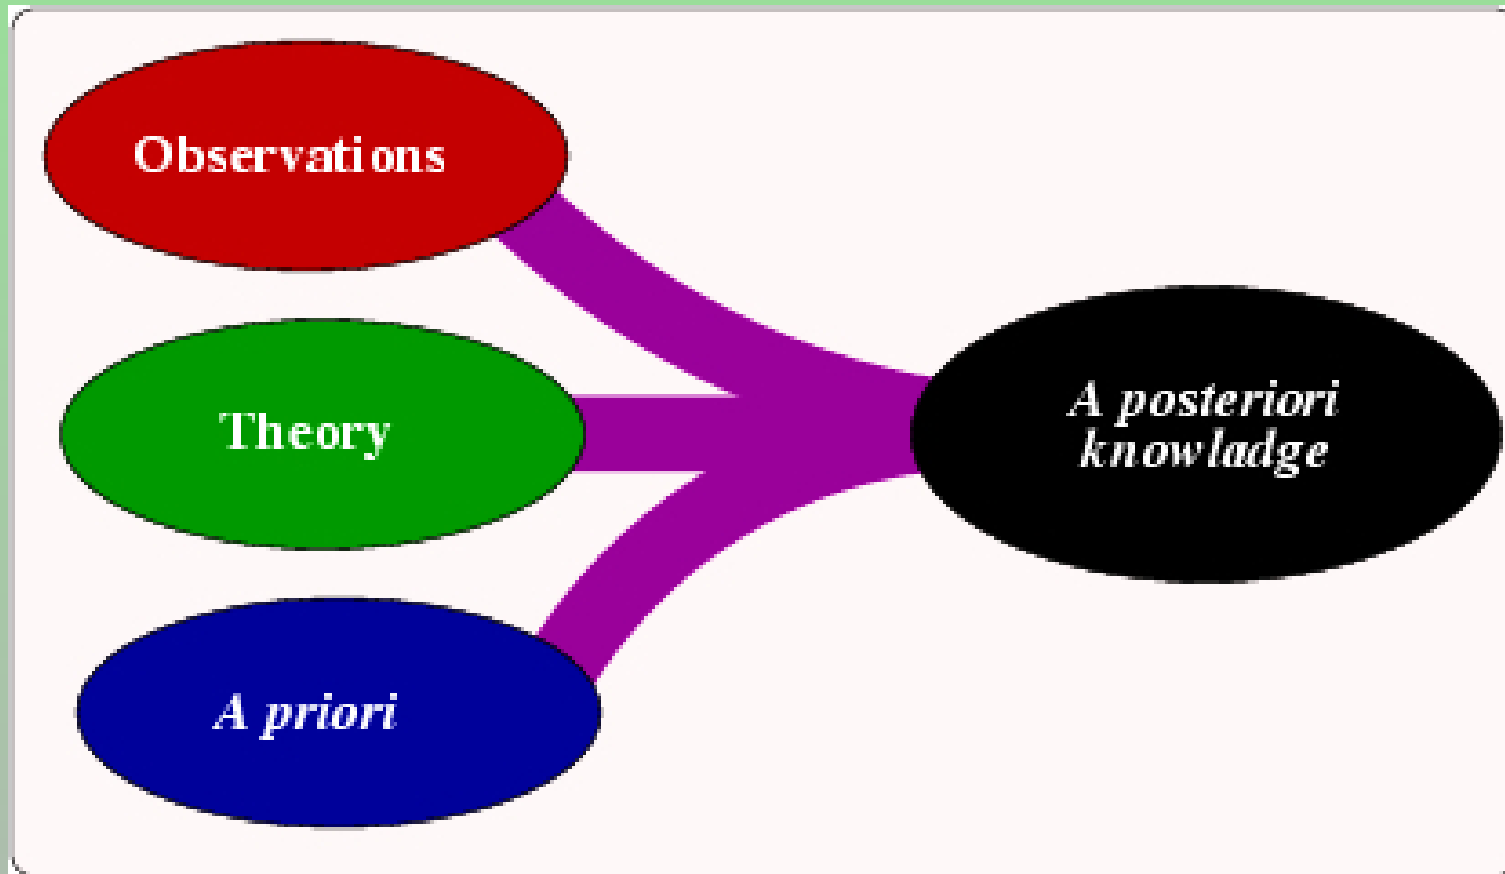 Observations
Theory
A priori
A posteriori
knowladge